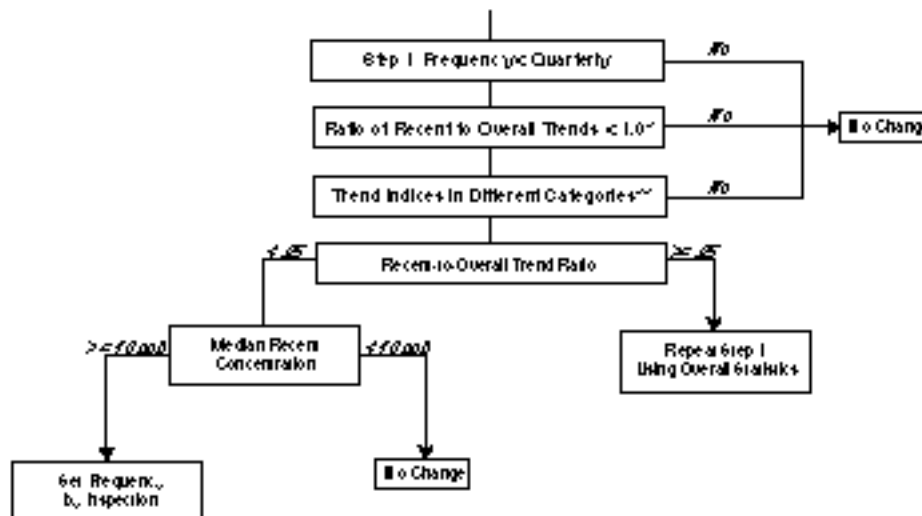 Step 1 Frequency < Quarterly
No
Ratio of Recent to Overall Trends < 1.0*
No
No Chang
Trend Indices in Different Categories**
No
Recent-to-Overall Trend Ratio
Median Recent
Concentration
Repeat Step 1
Using Overall Statistics
Set Frequency
by Inspection
No Change